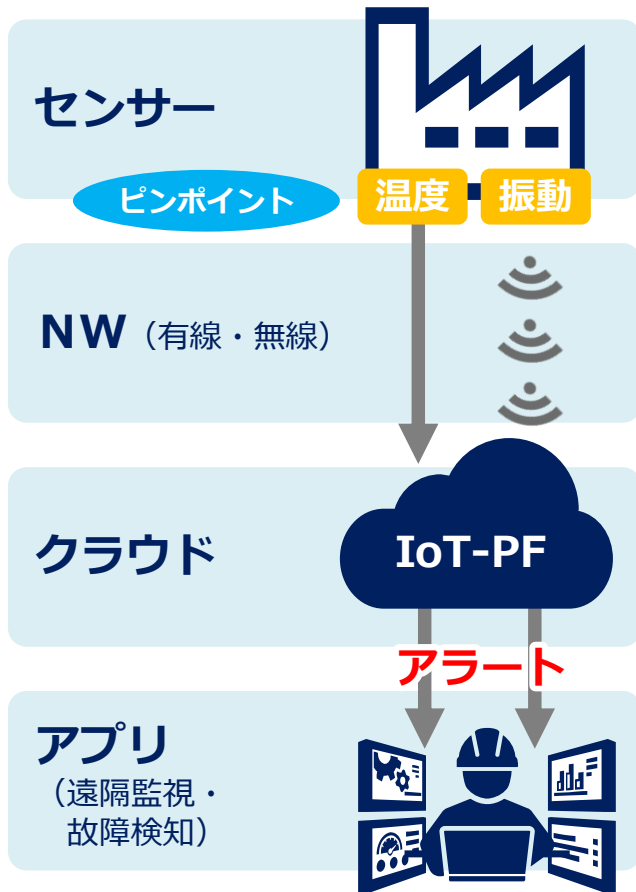 センサー
ピンポイント
温度
振動
NW（有線・無線）
クラウド
IoT-PF
アラート
アプリ
（遠隔監視・
故障検知）